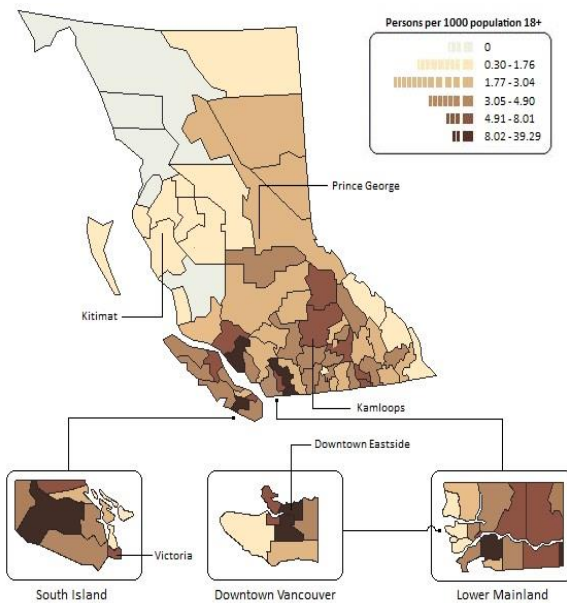 Persons per 1000 population 18+
0
0.30 - 1.76
1.77 - 3.04
3.05 - 4.90
4.91 - 8.01
8.02 - 39.29
Prince George
Kitimat
Kamloops
Downtown Eastside
Victoria
South Island
Downtown Vancouver
Lower Mainland